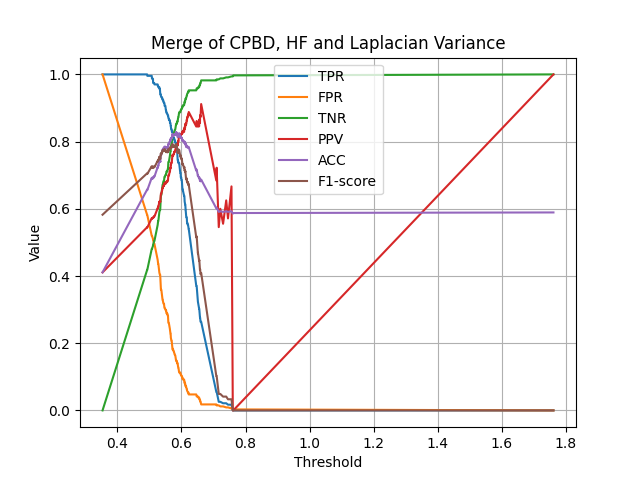 Merge of CPBD, HF and Laplacian Variance
1.0
0.8
0.6
0.4
0.2
0.0
Value
TPR
FPR
TNR
PPV
ACC
F1-score
0.4 0.6 0.8 1.0 1.2 1.4 1.6 1.8
Threshold